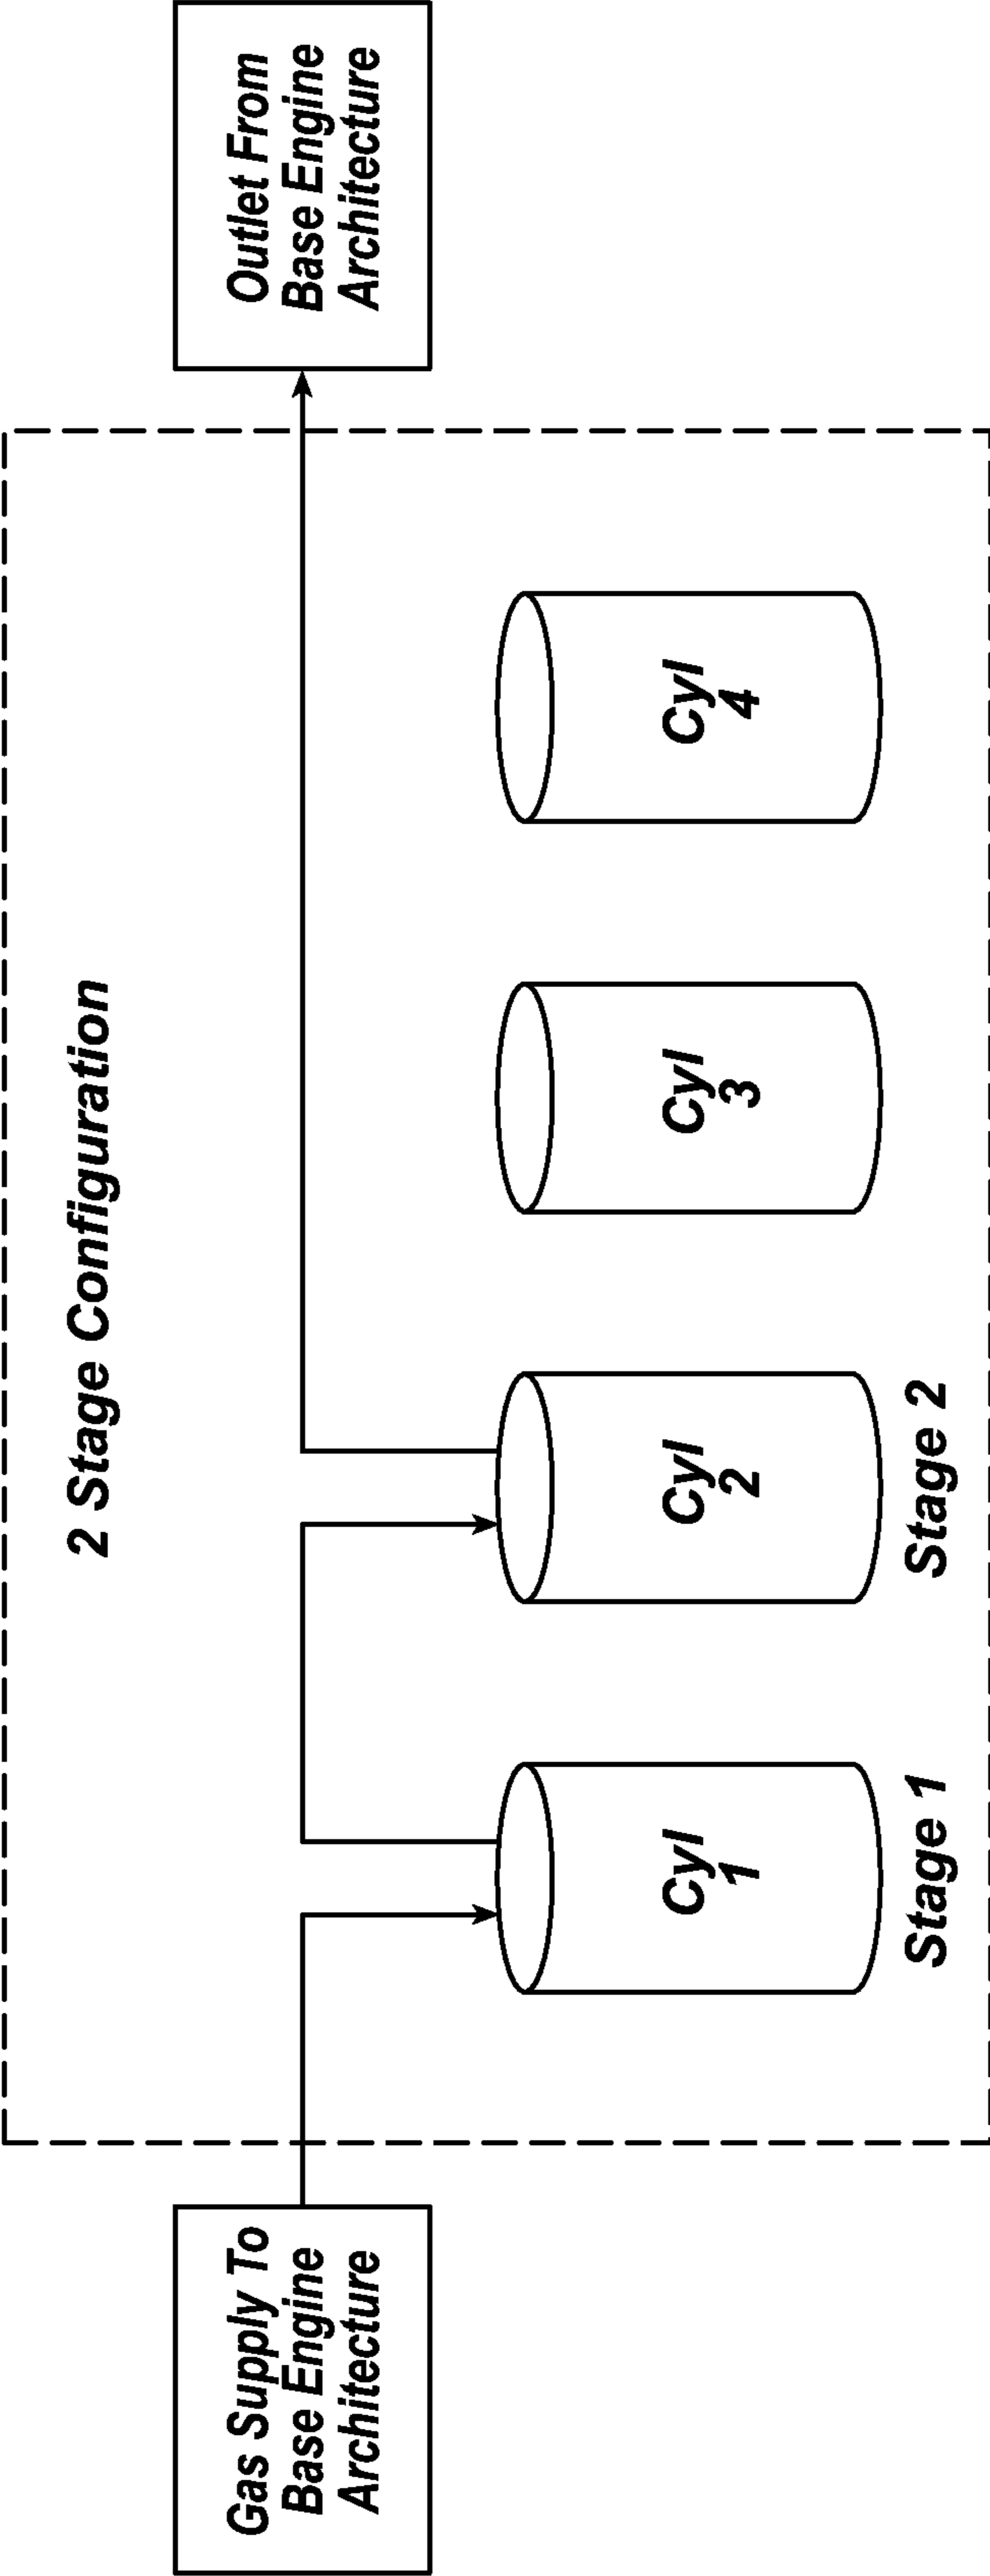 2 Stage Configuration
Gas Supply To
Base Engine
Architecture
Outlet From
Base Engine
Architecture
Cyl
1
Cyl
2
Cyl
3
Cyl
4
Stage 1
Stage 2